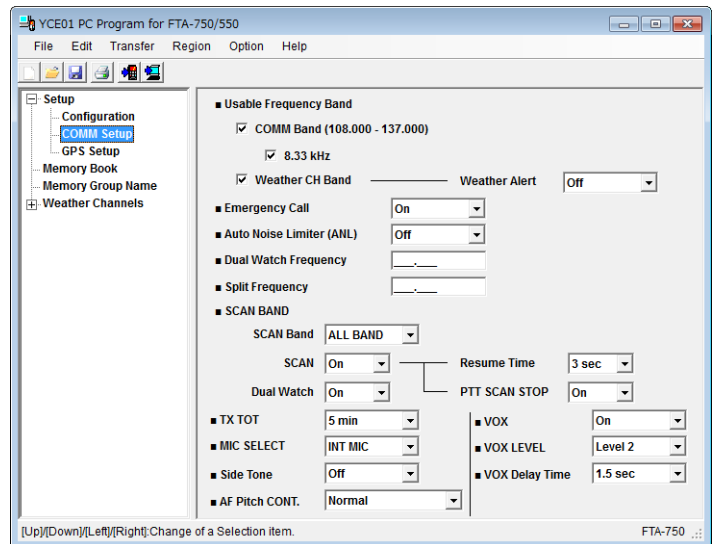 YCE01 PC Program for FTA-750/550
File Edit Transfer Region Option Help
Setup
Configuration
COMM Setup
GPS Setup
Memory Book
Memory Group Name
Weather Channels
■ Usable Frequency Band
COMM Band (108.000 - 137.000)
8.33 kHz
Weather CH Band Weather Alert Off
■ Emergency Call On
■ Auto Noise Limiter (ANL) Off
■ Dual Watch Frequency ___.___
■ Split Frequency ___.___
■ SCAN BAND
SCAN Band ALL BAND
SCAN On Resume Time 3 sec
Dual Watch On PTT SCAN STOP On
■ TX TOT 5 min ■ VOX On
■ MIC SELECT INT MIC ■ VOX LEVEL Level 2
■ Side Tone Off ■ VOX Delay Time 1.5 sec
■ AF Pitch CONT. Normal
[Up]/[Down]/[Left]/[Right]:Change of a Selection item. FTA-750